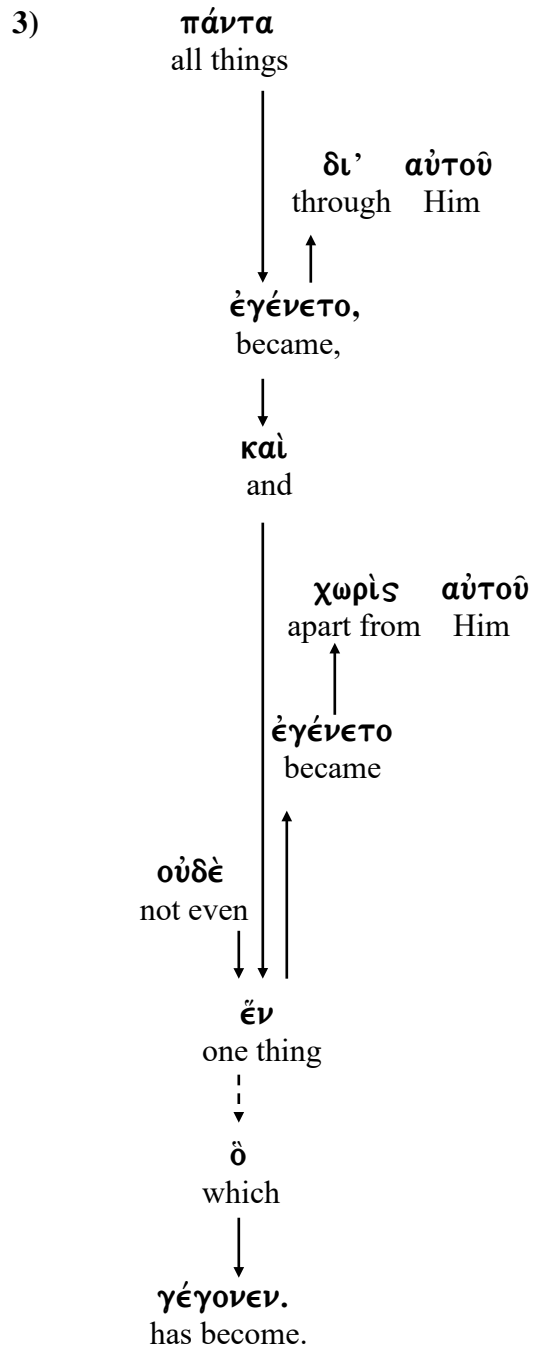 3) πάντα
all things
δι’ αὐτοῦ
through Him
ἐγένετο,
became,
καὶ
and
χωρὶς αὐτοῦ
apart from Him
ἐγένετο
became
οὐδὲ
not even
ἕν
one thing
ὃ
which
γέγονεν.
has become.